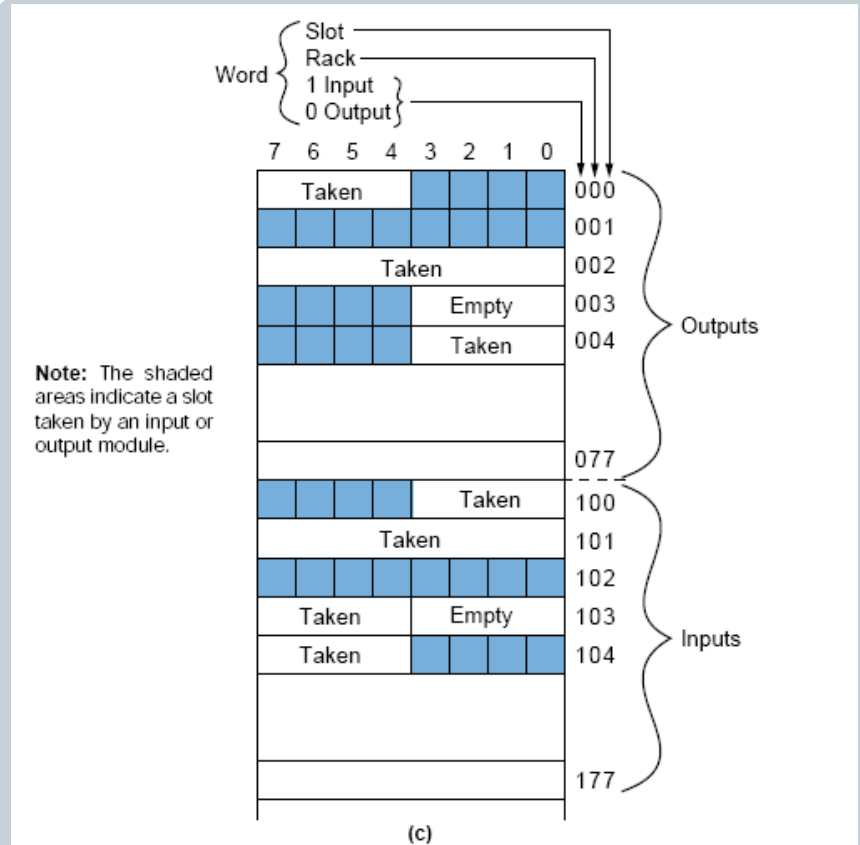 Slot
Rack
Word
1 Input
0 Output
7 6 5 4 3 2 1 0
Taken 000
001
Taken 002
Empty 003
Taken 004
Outputs
Note: The shaded
areas indicate a slot
taken by an input or
output module.
077
Taken 100
Taken 101
102
Taken Empty 103
Taken 104
Inputs
177
(c)